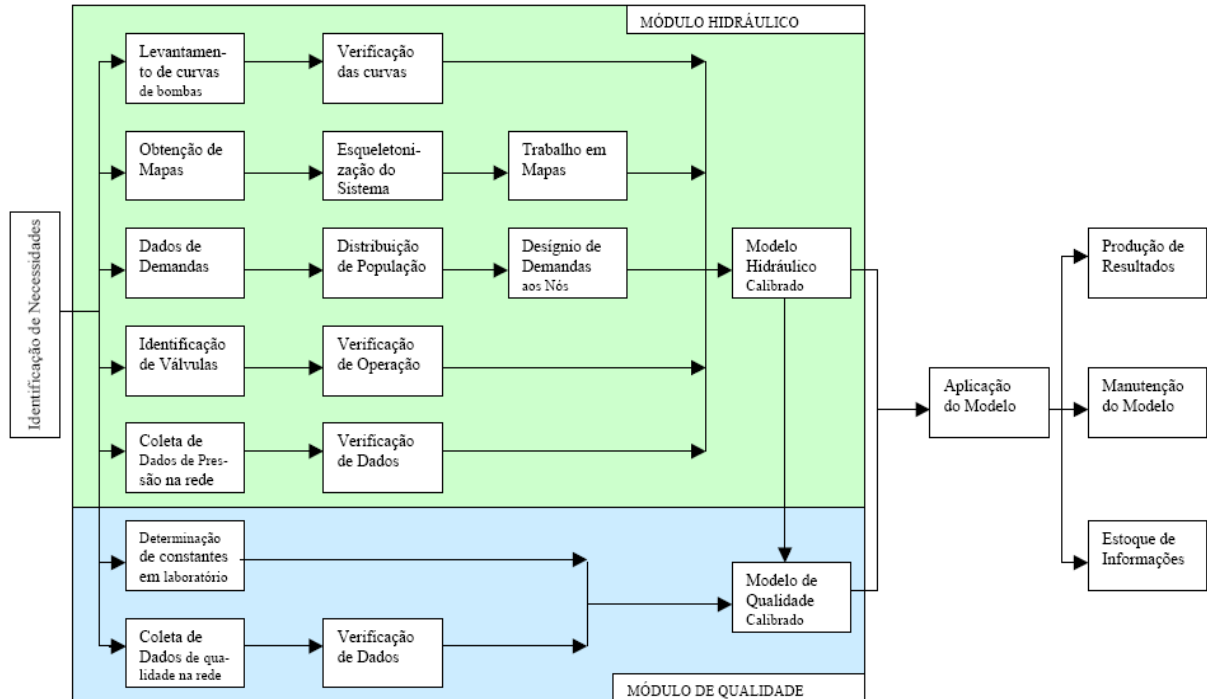 MÓDULO HIDRÁULICO
Identificação de Necessidades
Levantamen-
to de curvas
de bombas
Verificação
das curvas
Obtenção de
Mapas
Esqueletoni-
zação do
Sistema
Trabalho em
Mapas
Dados de
Demandas
Distribuição
de População
Desígnio de
Demandas
aos Nós
Modelo
Hidráulico
Calibrado
Identificação
de Válvulas
Verificação
de Operação
Coleta de
Dados de Pres-
são na rede
Verificação
de Dados
Determinação
de constantes
em laboratório
Coleta de
Dados de qua-
lidade na rede
Verificação
de Dados
Modelo de
Qualidade
Calibrado
MÓDULO DE QUALIDADE
Aplicação
do Modelo
Produção de
Resultados
Manutenção
do Modelo
Estoque de
Informações